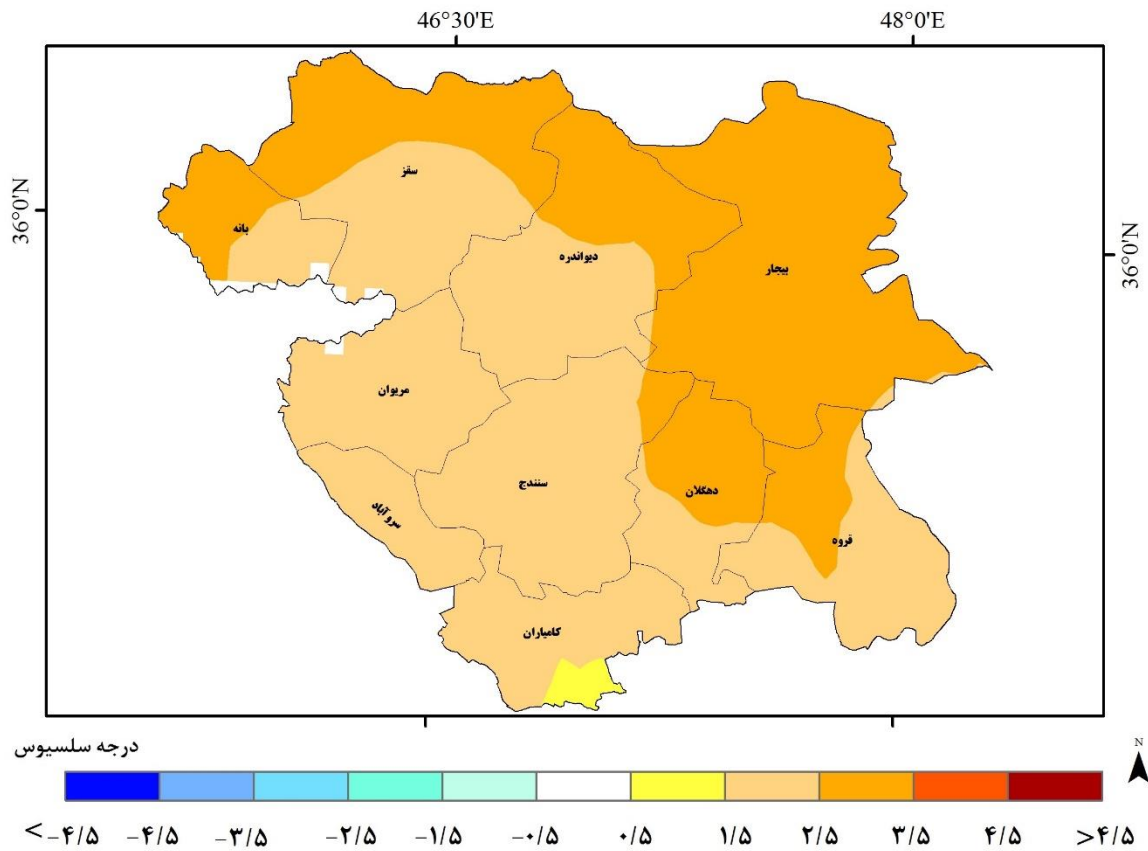 46°30'E 48°0'E
36°0'N
36°0'N
سقز
بانه
دیواندره
بیجار
مریوان
سنندج
دهگلان
سرو آباد
قروه
کامیاران
درجه سلسیوس
N
< -۴/۵ -۴/۵ -۳/۵ -۲/۵ -۱/۵ -۰/۵ ۰/۵ ۱/۵ ۲/۵ ۳/۵ ۴/۵ >۴/۵